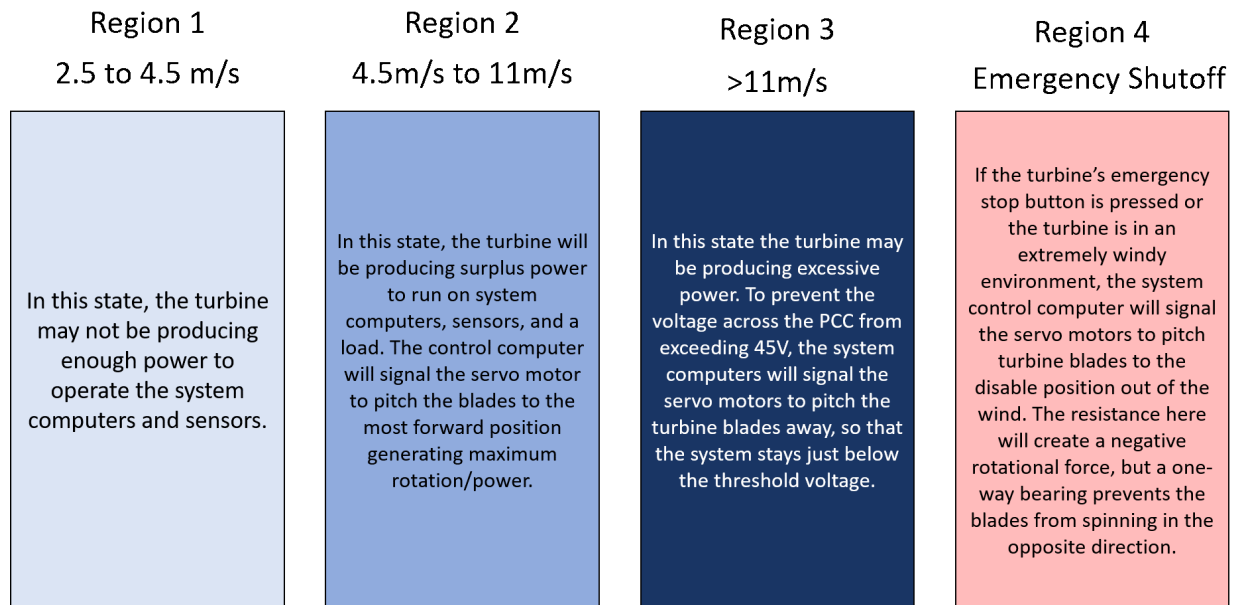 Region 1
2.5 to 4.5 m/s
In this state, the turbine
may not be producing
enough power to
operate the system
computers and sensors.
Region 2
4.5m/s to 11m/s
In this state, the turbine will
be producing surplus power
to run on system
computers, sensors, and a
load. The control computer
will signal the servo motor
to pitch the blades to the
most forward position
generating maximum
rotation/power.
Region 3
>11m/s
In this state the turbine may
be producing excessive
power. To prevent the
voltage across the PCC from
exceeding 45V, the system
computers will signal the
servo motors to pitch the
turbine blades away, so that
the system stays just below
the threshold voltage.
Region 4
Emergency Shutoff
If the turbine’s emergency
stop button is pressed or
the turbine is in an
extremely windy
environment, the system
control computer will signal
the servo motors to pitch
turbine blades to the
disable position out of the
wind. The resistance here
will create a negative
rotational force, but a one-
way bearing prevents the
blades from spinning in the
opposite direction.